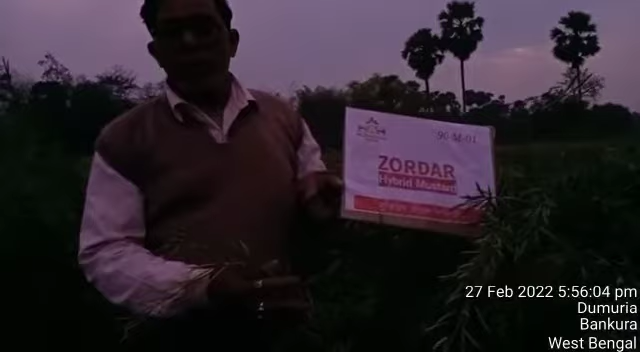 90-M-01
ZORDAR
Hybrid Mustard
27 Feb 2022 5:56:04 pm
Dumuria
Bankura
West Bengal